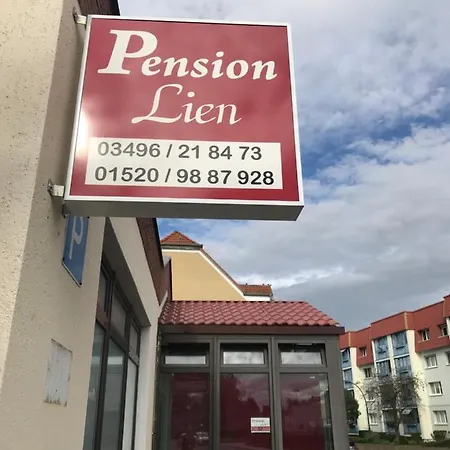 Pension
Lien
03496 / 21 84 73
01520 / 98 87 928
P